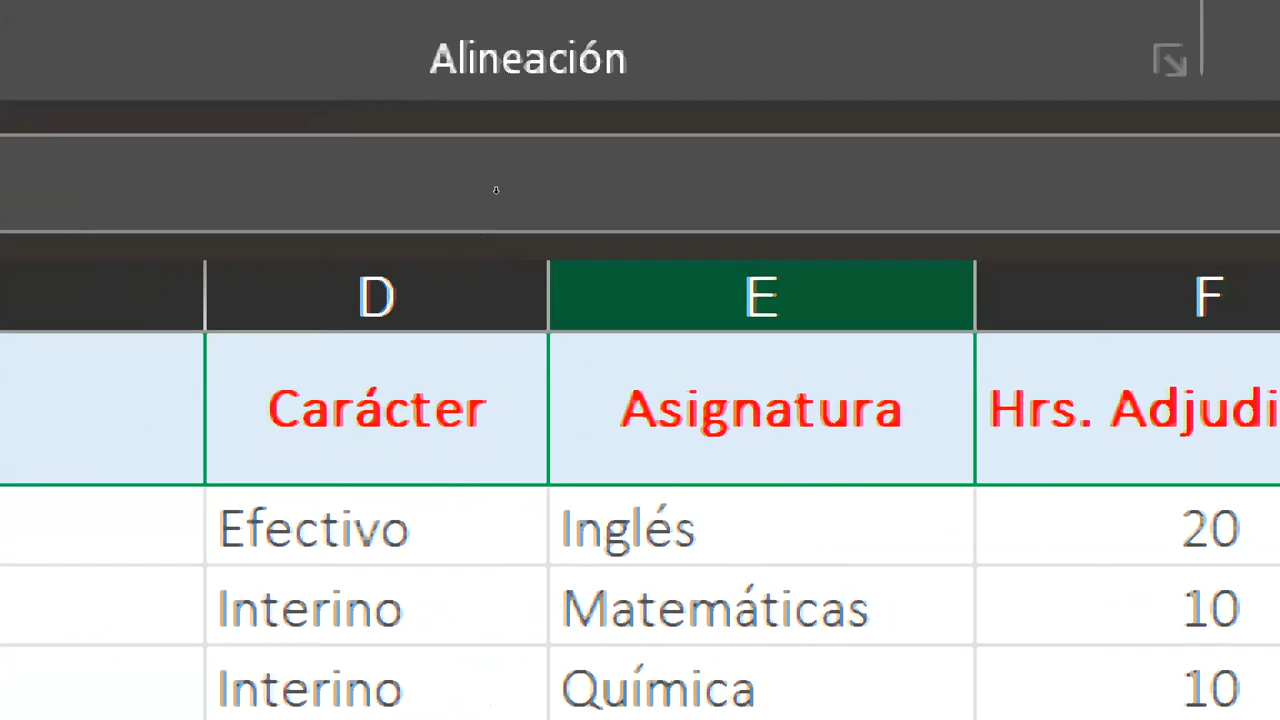 Alineación
D E F
Carácter Asignatura Hrs. Adjudi
Efectivo Inglés 20
Interino Matemáticas 10
Interino Química 10